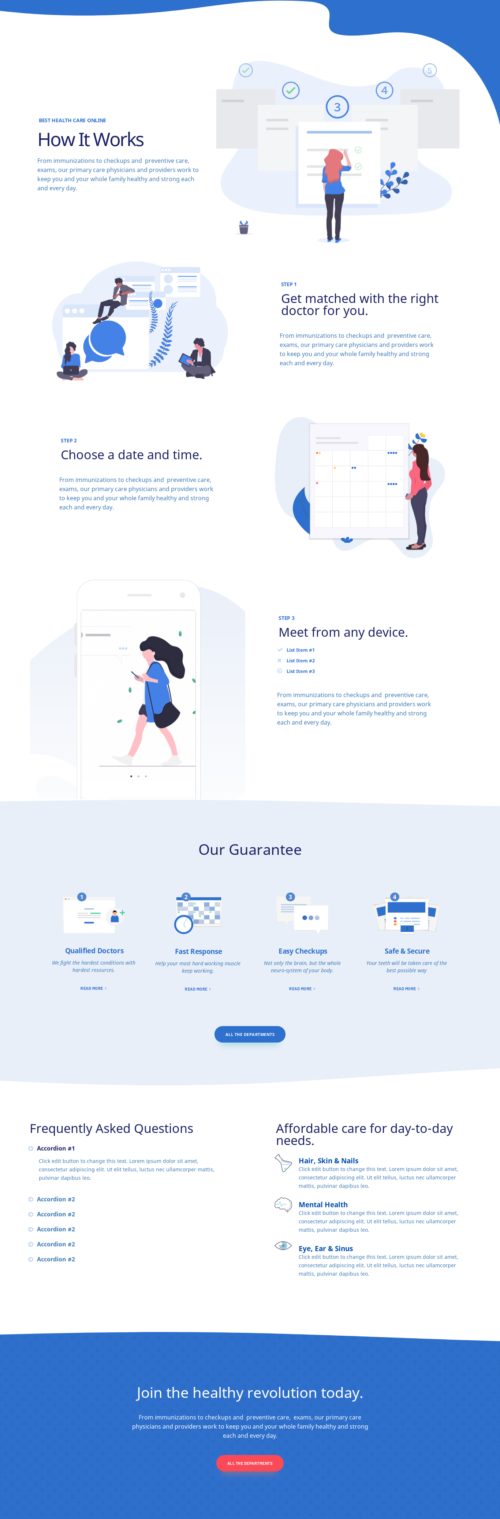 BEST HEALTH CARE ONLINE
How It Works
From immunizations to checkups and preventive care,
exams, our primary care physicians and providers work to
keep you and your whole family healthy and strong each
and every day.
3
4
5
STEP 1
Get matched with the right
doctor for you.
From immunizations to checkups and preventive care,
exams, our primary care physicians and providers work
to keep you and your whole family healthy and strong
each and every day.
STEP 2
Choose a date and time.
From immunizations to checkups and preventive care,
exams, our primary care physicians and providers work
to keep you and your whole family healthy and strong
each and every day.
STEP 3
Meet from any device.
List Item #1
List Item #2
List Item #3
From immunizations to checkups and preventive care,
exams, our primary care physicians and providers work
to keep you and your whole family healthy and strong
each and every day.
Our Guarantee
1
Qualified Doctors
We fight the hardest conditions with
hardest resources.
READ MORE
2
Fast Response
Help your most hard working muscle
keep working.
READ MORE
3
Easy Checkups
Not only the brain, but the whole
neuro-system of your body.
READ MORE
4
Safe & Secure
Your teeth will be taken care of the
best possible way
READ MORE
ALL THE DEPARTMENTS
Frequently Asked Questions
Accordion #1
Click edit button to change this text. Lorem ipsum dolor sit amet,
consectetur adipiscing elit. Ut elit tellus, luctus nec ullamcorper mattis,
pulvinar dapibus leo.
Accordion #2
Accordion #2
Accordion #2
Accordion #2
Accordion #2
Affordable care for day-to-day
needs.
Hair, Skin & Nails
Click edit button to change this text. Lorem ipsum dolor sit amet,
consectetur adipiscing elit. Ut elit tellus, luctus nec ullamcorper
mattis, pulvinar dapibus leo.
Mental Health
Click edit button to change this text. Lorem ipsum dolor sit amet,
consectetur adipiscing elit. Ut elit tellus, luctus nec ullamcorper
mattis, pulvinar dapibus leo.
Eye, Ear & Sinus
Click edit button to change this text. Lorem ipsum dolor sit amet,
consectetur adipiscing elit. Ut elit tellus, luctus nec ullamcorper
mattis, pulvinar dapibus leo.
Join the healthy revolution today.
From immunizations to checkups and preventive care, exams, our primary care
physicians and providers work to keep you and your whole family healthy and strong
each and every day.
ALL THE DEPARTMENTS